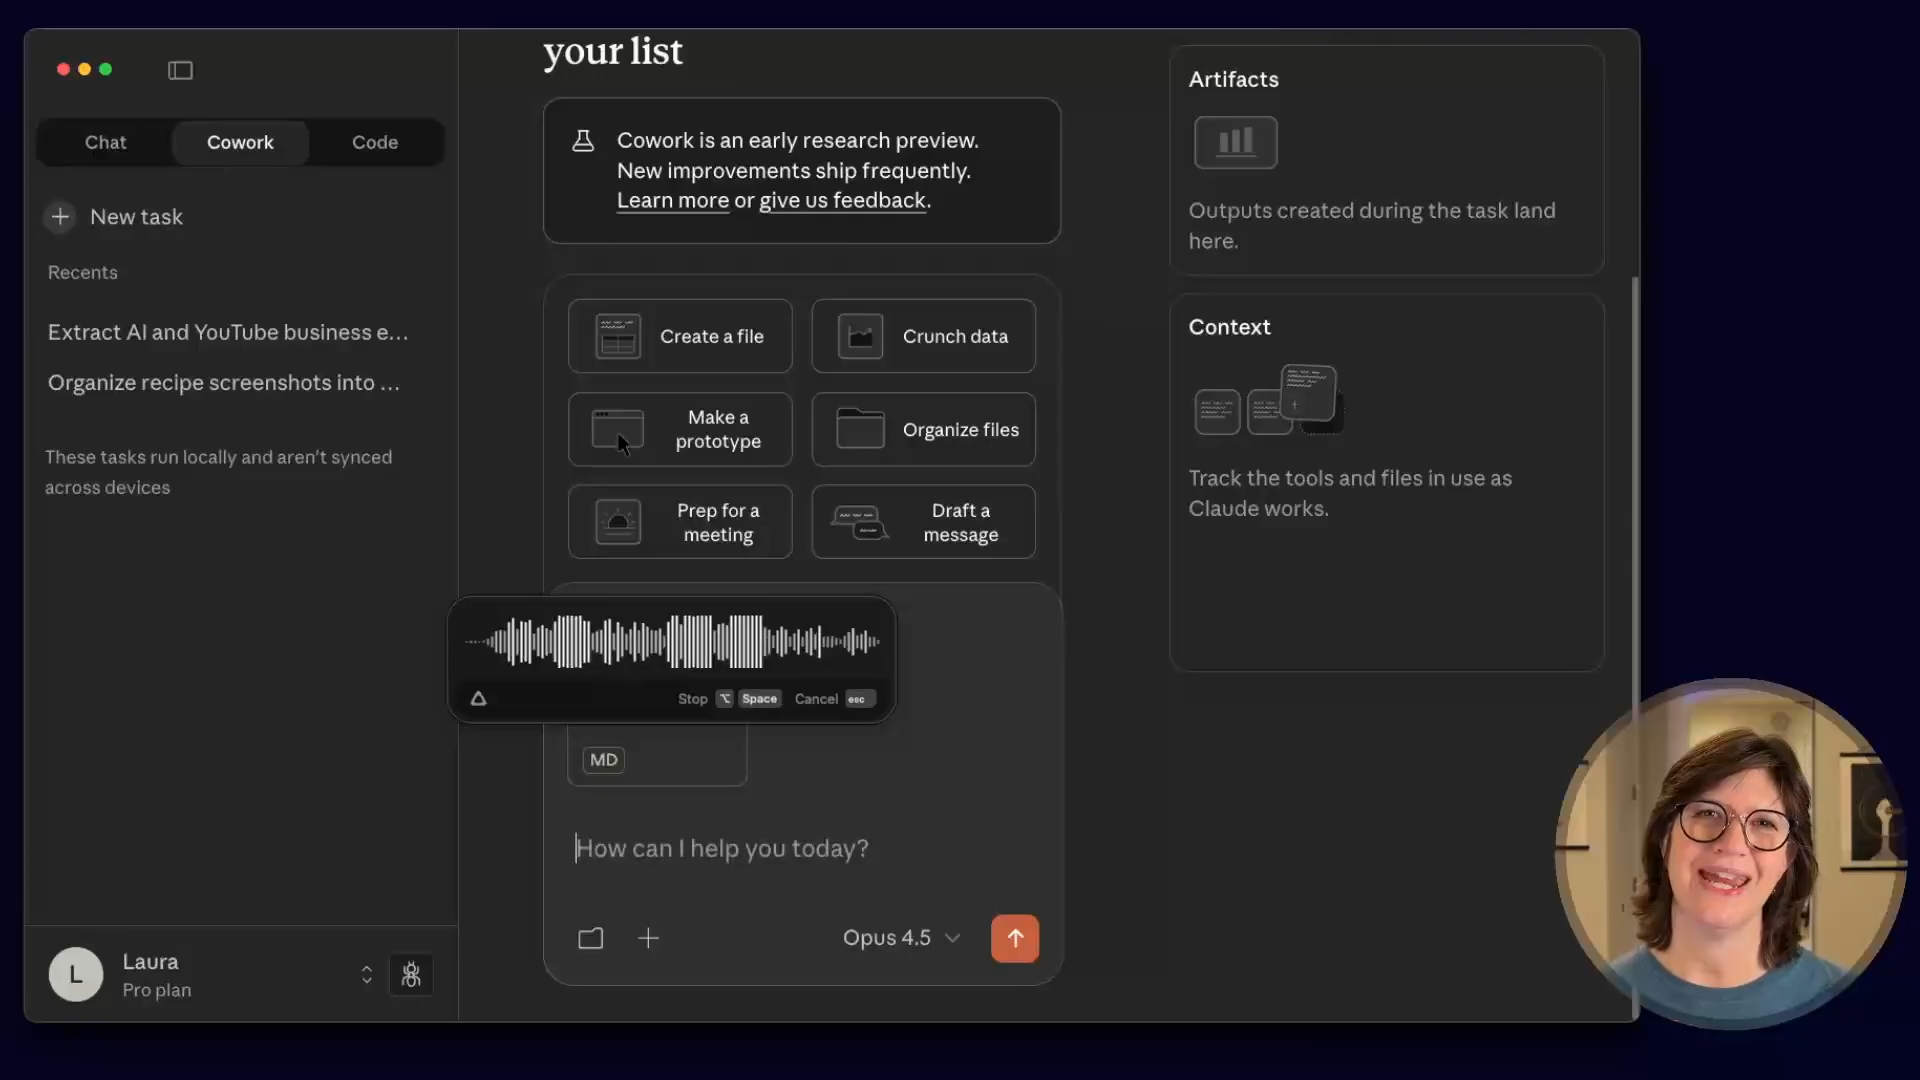 Chat
Cowork
Code
New task
Recents
Extract AI and YouTube business e...
Organize recipe screenshots into ...
These tasks run locally and aren't synced
across devices
L
Laura
Pro plan
your list
Cowork is an early research preview.
New improvements ship frequently.
Learn more or give us feedback.
Create a file
Crunch data
Make a
prototype
Organize files
Prep for a
meeting
Draft a
message
Stop ⌥ Space Cancel esc
MD
How can I help you today?
Opus 4.5
Artifacts
Outputs created during the task land
here.
Context
Track the tools and files in use as
Claude works.